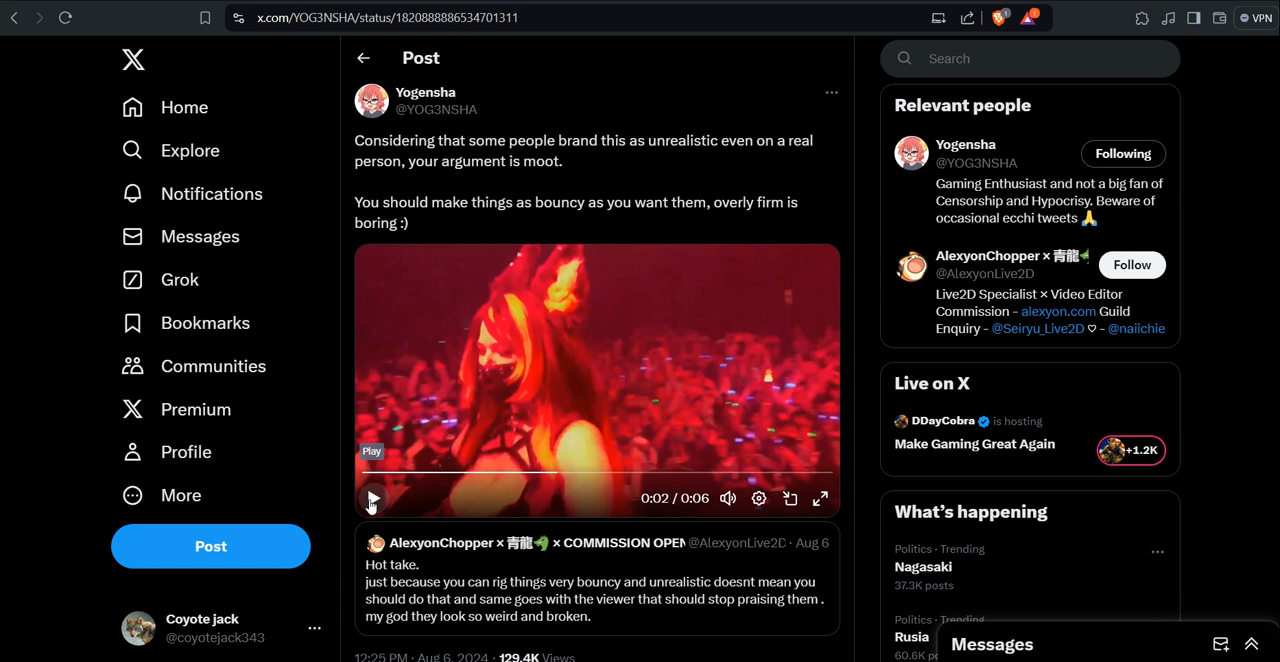 x.com/YOG3NSHA/status/1820888886534701311
1
1
VPN
Home
Explore
Notifications
Messages
Grok
Bookmarks
Communities
Premium
Profile
More
Post
Coyote jack
@coyotejack343
Post
Yogensha
@YOG3NSHA
Considering that some people brand this as unrealistic even on a real
person, your argument is moot.
You should make things as bouncy as you want them, overly firm is
boring :)
Play
0:02 / 0:06
AlexyonChopper × 青龍🐲 × COMMISSION OPEN @AlexyonLive2D · Aug 6
Hot take.
just because you can rig things very bouncy and unrealistic doesnt mean you
should do that and same goes with the viewer that should stop praising them .
my god they look so weird and broken.
12:25 PM · Aug 6, 2024 · 129.4K Views
Search
Relevant people
Yogensha
@YOG3NSHA
Following
Gaming Enthusiast and not a big fan of
Censorship and Hypocrisy. Beware of
occasional ecchi tweets 🙏
AlexyonChopper × 青龍
@AlexyonLive2D
Follow
Live2D Specialist × Video Editor
Commission - alexyon.com Guild
Enquiry - @Seiryu_Live2D ♡ - @naiichie
Live on X
DDayCobra is hosting
Make Gaming Great Again
+1.2K
What's happening
Politics · Trending
Nagasaki
37.3K posts
Politics · Trending
Rusia
60.6K
Messages